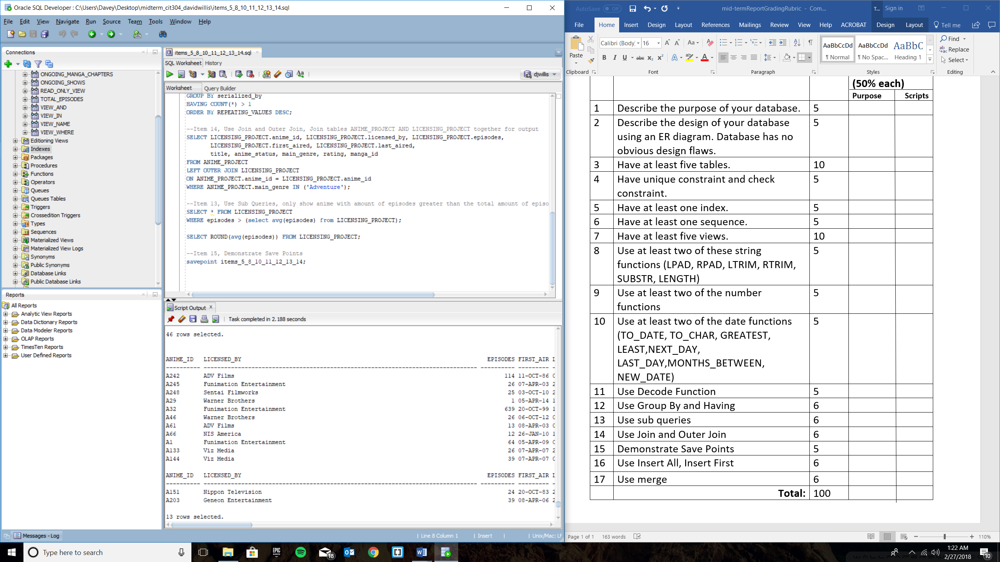 Oracle SQL Developer : C:\Users\Davey\Desktop\midterm_cit304_davidwillis\items_5_8_10_11_12_13_14.sql
File Edit View Navigate Run Source Team Tools Window Help
Connections
ONGOING_MANGA_CHAPTERS
ONGOING_SHOWS
READ_ONLY_VIEW
TOTAL_EPISODES
VIEW_AND
VIEW_IN
VIEW_NAME
VIEW_WHERE
Editioning Views
Indexes
Packages
Procedures
Functions
Operators
Queues
Queues Tables
Triggers
Crossedition Triggers
Types
Sequences
Materialized Views
Materialized View Logs
Synonyms
Public Synonyms
Database Links
Public Database Links
Reports
All Reports
Analytic View Reports
Data Dictionary Reports
Data Modeler Reports
OLAP Reports
TimesTen Reports
User Defined Reports
Messages - Log
items_5_8_10_11_12_13_14.sql
SQL Worksheet History
djwillis
Worksheet Query Builder
GROUP BY serialized_by
HAVING COUNT(*) > 1
ORDER BY REPEATING_VALUES DESC;
--Item 14, Use Join and Outer Join, Join tables ANIME_PROJECT AND LICENSING_PROJECT together for output
SELECT LICENSING_PROJECT.anime_id, LICENSING_PROJECT.licensed_by, LICENSING_PROJECT.episodes,
LICENSING_PROJECT.first_aired, LICENSING_PROJECT.last_aired,
title, anime_status, main_genre, rating, manga_id
FROM ANIME_PROJECT
LEFT OUTER JOIN LICENSING_PROJECT
ON ANIME_PROJECT.anime_id = LICENSING_PROJECT.anime_id
WHERE ANIME_PROJECT.main_genre IN ('Adventure');
--Item 13, Use Sub Queries, only show anime with amount of episodes greater than the total amount of episo
SELECT * FROM LICENSING_PROJECT
WHERE episodes > (select avg(episodes) from LICENSING_PROJECT);
SELECT ROUND(avg(episodes)) FROM LICENSING_PROJECT;
--Item 15, Demonstrate Save Points
savepoint items_5_8_10_11_12_13_14;
Script Output
Task completed in 2.188 seconds
46 rows selected.
ANIME_ID LICENSED_BY EPISODES FIRST_AIR L
---------- -------------------------------------------------------------------------------- ---------- --------- -
A242 ADV Films 114 11-OCT-86 0
A245 Funimation Entertainment 26 07-APR-03 2
A248 Sentai Filmworks 25 03-OCT-10 2
A29 Warner Brothers 1 05-APR-14 1
A32 Funimation Entertainment 639 20-OCT-99 1
A46 Warner Brothers 26 06-OCT-12 0
A61 ADV Films 13 08-APR-03 0
A66 NIS America 12 26-JAN-10 1
A1 Funimation Entertainment 64 05-APR-09 0
A133 Viz Media 26 07-APR-07 2
A144 Viz Media 39 07-APR-07 0
ANIME_ID LICENSED_BY EPISODES FIRST_AIR L
---------- -------------------------------------------------------------------------------- ---------- --------- -
A151 Nippon Television 24 20-OCT-83 2
A203 Geneon Entertainment 39 08-APR-06 2
13 rows selected.
Line 8 Column 1 Insert Unix/Mac: LF
AutoSave Off mid-termReportGradingRubric - Com... T... Sign in
File Home Insert Design Layout References Mailings Review View Help ACROBAT Design Layout Tell me
Paste
Calibri (Body) 16
AaBbCcDd AaBbCcDd AaBbC
¶ Normal ¶ No Spac... Heading 1
Find
Replace
Select
Clipboard Font Paragraph Styles Editing
(50% each)
Purpose Scripts
1 Describe the purpose of your database. 5
2 Describe the design of your database 5
using an ER diagram. Database has no
obvious design flaws.
3 Have at least five tables. 10
4 Have unique constraint and check 5
constraint.
5 Have at least one index. 5
6 Have at least one sequence. 5
7 Have at least five views. 10
8 Use at least two of these string 5
functions (LPAD, RPAD, LTRIM, RTRIM,
SUBSTR, LENGTH)
9 Use at least two of the number 5
functions
10 Use at least two of the date functions 5
(TO_DATE, TO_CHAR, GREATEST,
LEAST,NEXT_DAY,
LAST_DAY,MONTHS_BETWEEN,
NEW_DATE)
11 Use Decode Function 5
12 Use Group By and Having 6
13 Use sub queries 6
14 Use Join and Outer Join 6
15 Demonstrate Save Points 5
16 Use Insert All, Insert First 6
17 Use merge 6
Total: 100
Page 1 of 1 163 words 110%
Type here to search
EPIC GAMES
18
1:22 AM
2/27/2018
10